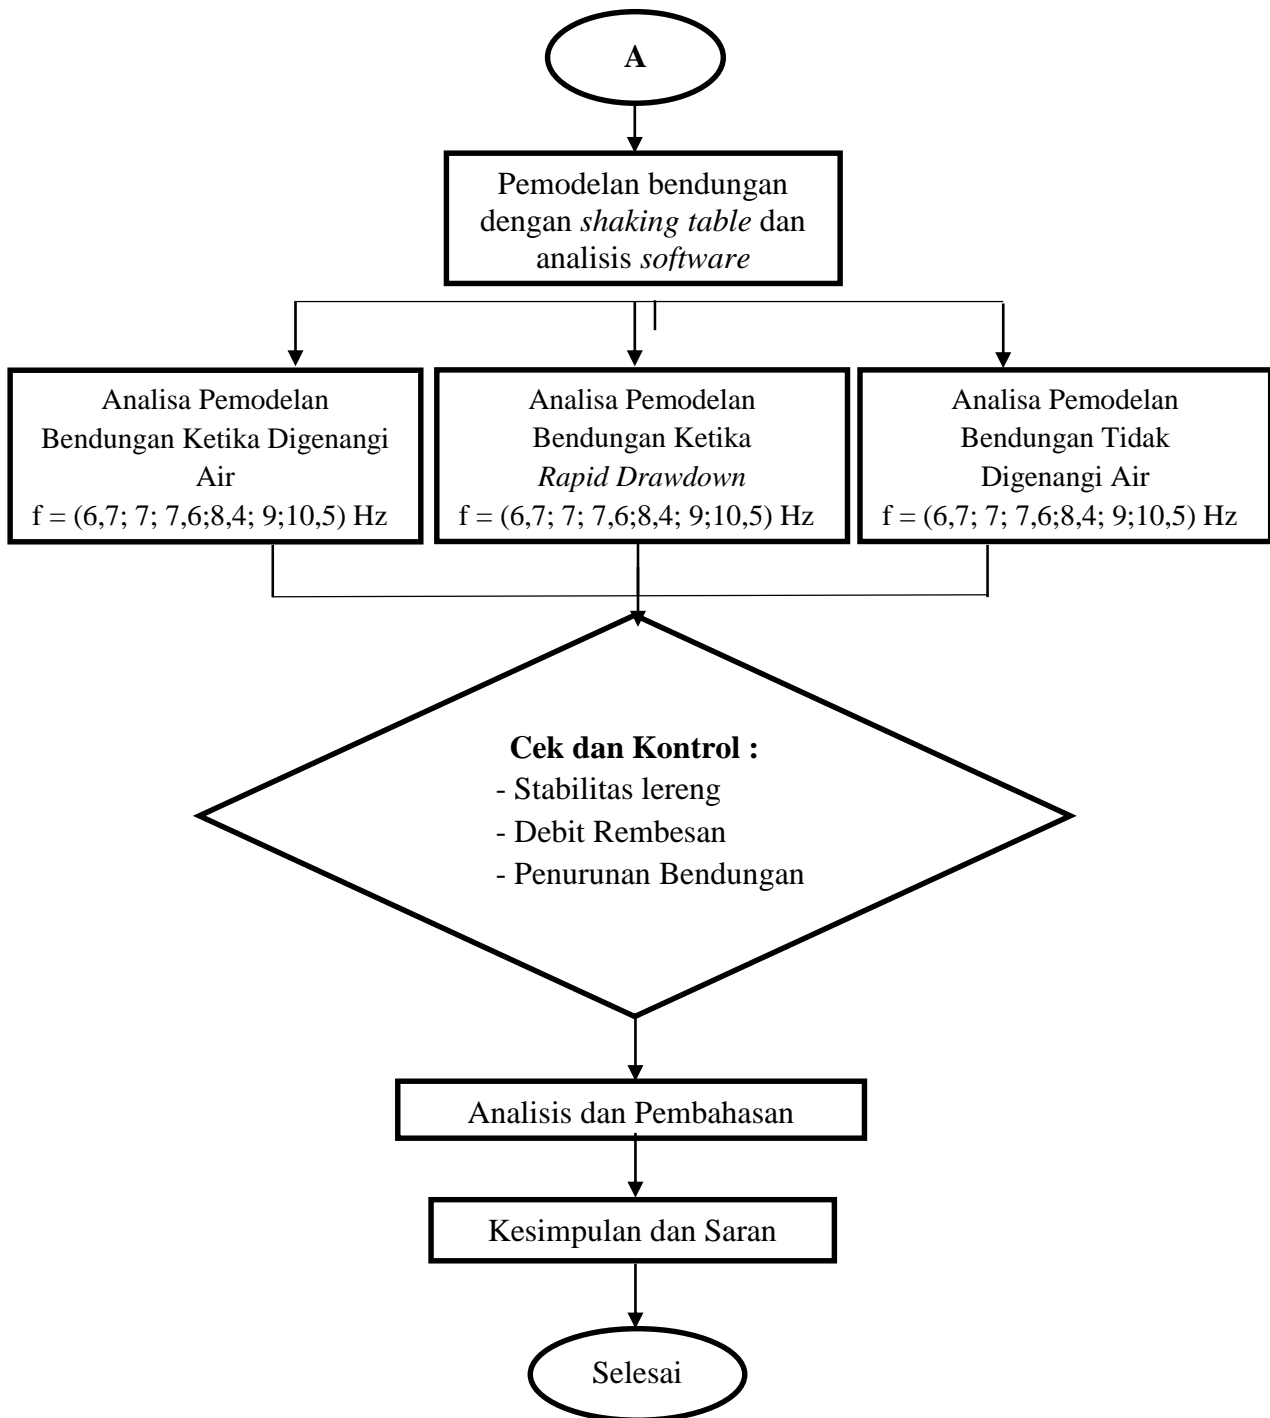 A
Pemodelan bendungan
dengan shaking table dan
analisis software
Analisa Pemodelan
Bendungan Ketika Digenangi
Air
f = (6,7; 7; 7,6;8,4; 9;10,5) Hz
Analisa Pemodelan
Bendungan Ketika
Rapid Drawdown
f = (6,7; 7; 7,6;8,4; 9;10,5) Hz
Analisa Pemodelan
Bendungan Tidak
Digenangi Air
f = (6,7; 7; 7,6;8,4; 9;10,5) Hz
Cek dan Kontrol :
- Stabilitas lereng
- Debit Rembesan
- Penurunan Bendungan
Analisis dan Pembahasan
Kesimpulan dan Saran
Selesai